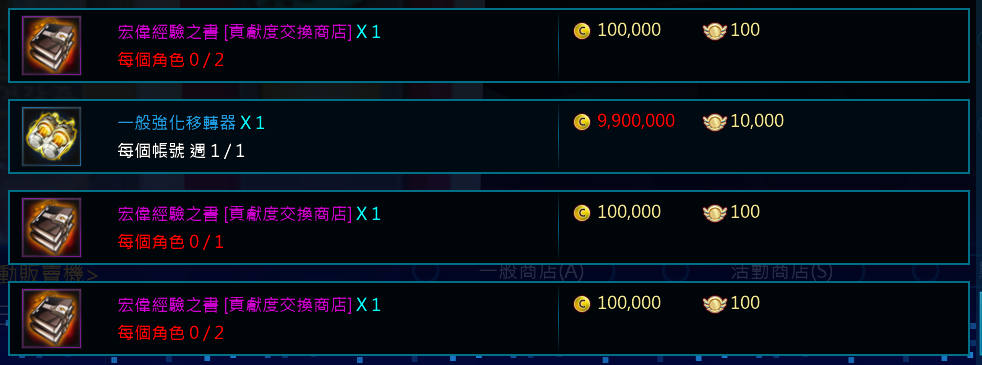 宏偉經驗之書 [貢獻度交換商店] X 1
100,000
100
每個角色 0 / 2
一般強化移轉器 X 1
9,900,000
10,000
每個帳號 週 1 / 1
宏偉經驗之書 [貢獻度交換商店] X 1
100,000
100
每個角色 0 / 1
動販賣機>
一般商店(A)
活動商店(S)
宏偉經驗之書 [貢獻度交換商店] X 1
100,000
100
每個角色 0 / 2